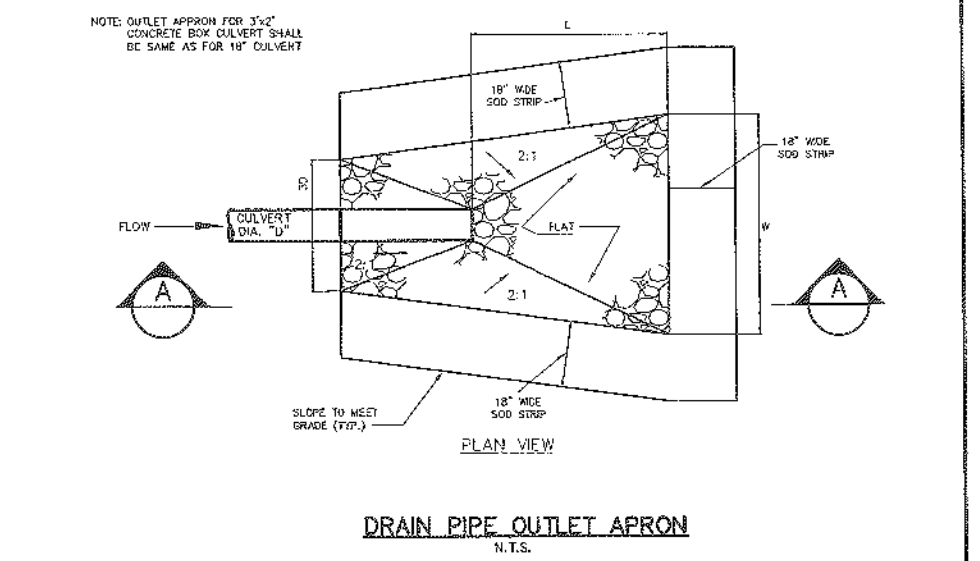 NOTE: OUTLET APPRON FOR 3'x2'
CONCRETE BOX CULVERT SHALL
BE SAME AS FOR 18" CULVERT
L
18" WIDE
SOD STRIP
2:1
18" WIDE
SOD STRIP
3D
FLOW
CULVERT
DIA. "D"
FLAT
W
2:
A
A
2:1
18" WIDE
SOD STRIP
SLOPE TO MEET
GRADE (TYP.)
PLAN VIEW
DRAIN PIPE OUTLET APRON
N.T.S.